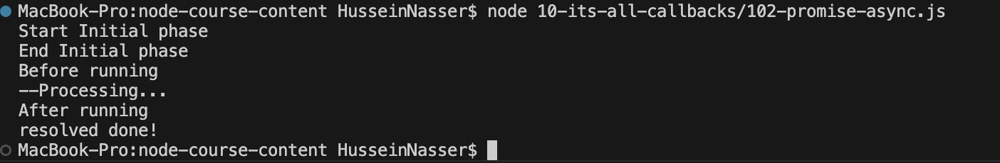 MacBook-Pro:node-course-content HusseinNasser$ node 10-its-all-callbacks/102-promise-async.js
Start Initial phase
End Initial phase
Before running
--Processing...
After running
resolved done!
MacBook-Pro:node-course-content HusseinNasser$